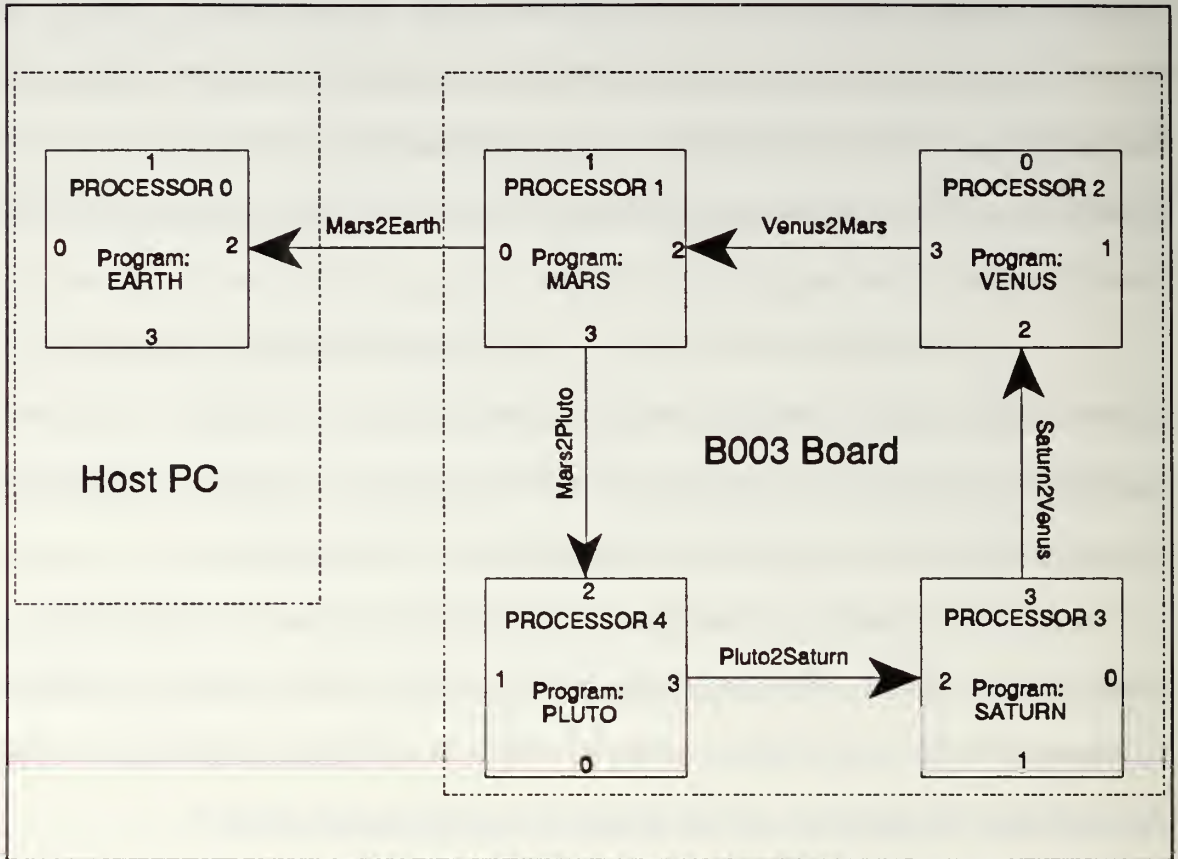 1
PROCESSOR 0
0
2
Program:
EARTH
3
Host PC
Mars2Earth
1
PROCESSOR 1
0
2
Program:
MARS
3
Venus2Mars
0
PROCESSOR 2
3
1
Program:
VENUS
2
Mars2Pluto
B003 Board
Saturn2Venus
2
PROCESSOR 4
1
3
Program:
PLUTO
0
Pluto2Saturn
3
PROCESSOR 3
2
0
Program:
SATURN
1